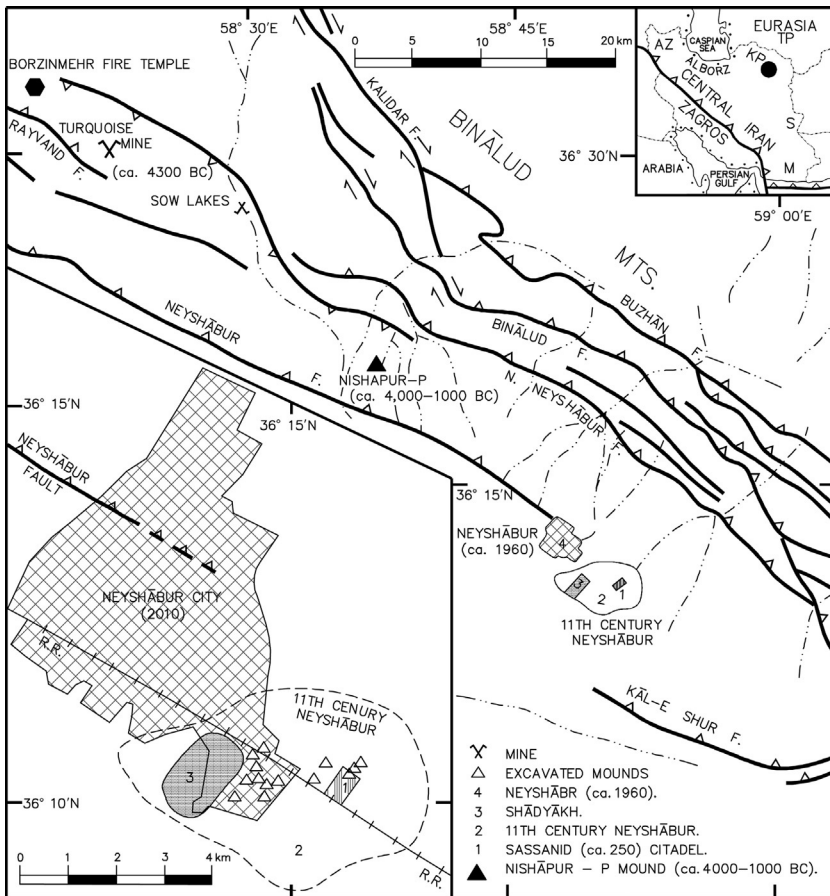 58° 30'E
58° 45'E
0 5 10 15 20 km
BORZINMEHR FIRE TEMPLE
RAYVAND F.
TURQUOISE
MINE
(ca. 4300 BC)
SOW LAKES
KALIDAR F.
BINĀLUD
MTS.
36° 30'N
59° 00'E
EURASIA
TP
CASPIAN
SEA
AZ
KP
ALBORZ
CENTRAL IRAN
ZAGROS
S
M
ARABIA
PERSIAN
GULF
NEYSHĀBUR
F.
BINĀLUD
F.
BUZHĀN
F.
N. NEYSHĀBUR
F.
NISHAPUR-P
(ca. 4,000-1000 BC)
36° 15'N
36° 15'N
36° 15'N
NEYSHĀBUR
FAULT
NEYSHĀBUR CITY
(2010)
R.R.
NEYSHĀBUR
(ca. 1960)
4
3
2
1
11TH CENTURY
NEYSHĀBUR
KĀL-E SHUR F.
11TH CENURY
NEYSHĀBUR
3
1
2
R.R.
36° 10'N
0 1 2 3 4 km
MINE
EXCAVATED MOUNDS
4 NEYSHĀBR (ca.1960).
3 SHĀDYĀKH.
2 11TH CENTURY NEYSHĀBUR.
1 SASSANID (ca.250) CITADEL.
NISHĀPUR - P MOUND (ca.4000-1000 BC).